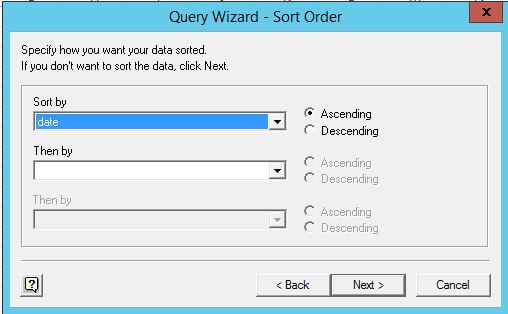 Query Wizard - Sort Order
Specify how you want your data sorted.
If you don't want to sort the data, click Next.
Sort by
date
Ascending
Descending
Then by
Ascending
Descending
Then by
Ascending
Descending
?
< Back
Next >
Cancel